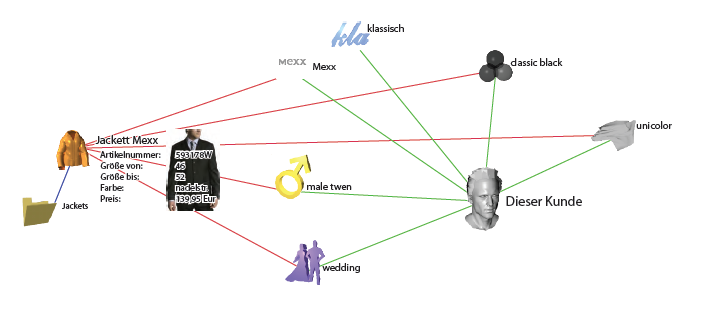 kla klassisch
mexx Mexx
classic black
unicolor
Jackett Mexx
Artikelnummer: 593178W
Größe von: 46
Größe bis: 52
Farbe: nadelstr.
Preis: 139,95 Eur
male twen
Dieser Kunde
Jackets
wedding